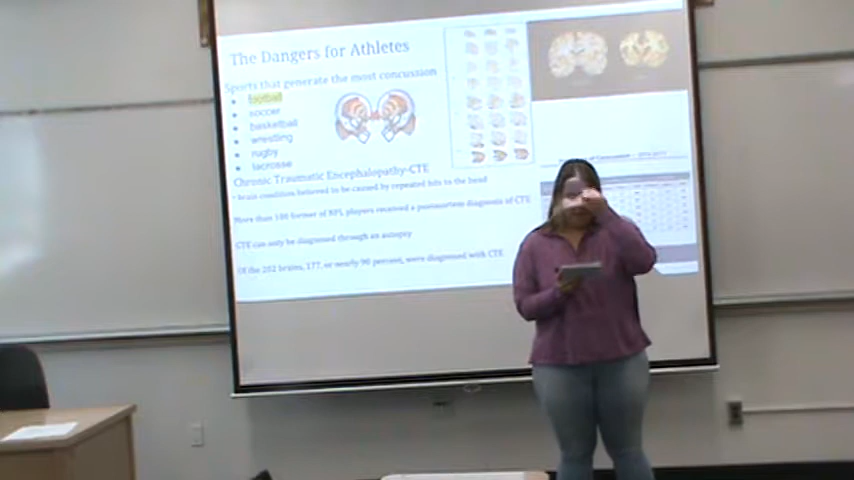 The Dangers for Athletes
Sports that generate the most concussion
football
soccer
basketball
wrestling
rugby
lacrosse
Chronic Traumatic Encephalopathy-CTE
- brain condition believed to be caused by repeated hits to the head
More than 100 former of NFL players received a postmortem diagnosis of CTE
CTE can only be diagnosed through an autopsy
Of the 202 brains, 177, or nearly 90 percent, were diagnosed with CTE